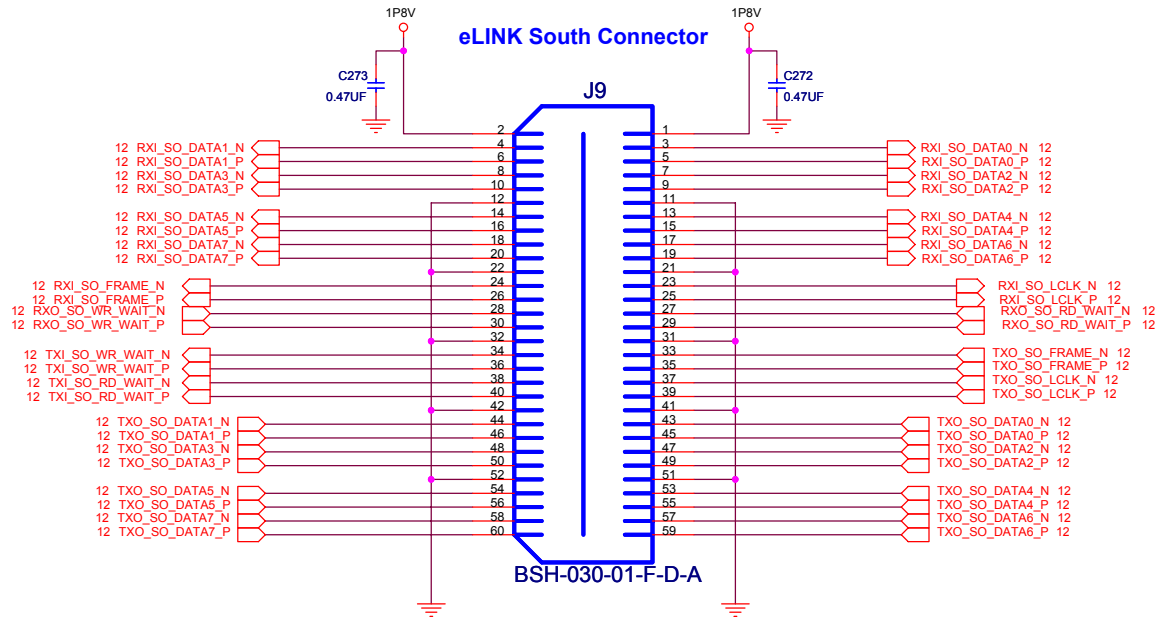 1P8V 1P8V
eLINK South Connector
C273 C272
0.47UF 0.47UF
J9
2 1
12 RXI_SO_DATA1_N 4 3 RXI_SO_DATA0_N 12
12 RXI_SO_DATA1_P 6 5 RXI_SO_DATA0_P 12
12 RXI_SO_DATA3_N 8 7 RXI_SO_DATA2_N 12
12 RXI_SO_DATA3_P 10 9 RXI_SO_DATA2_P 12
12 11
12 RXI_SO_DATA5_N 14 13 RXI_SO_DATA4_N 12
12 RXI_SO_DATA5_P 16 15 RXI_SO_DATA4_P 12
12 RXI_SO_DATA7_N 18 17 RXI_SO_DATA6_N 12
12 RXI_SO_DATA7_P 20 19 RXI_SO_DATA6_P 12
22 21
12 RXI_SO_FRAME_N 24 23 RXI_SO_LCLK_N 12
12 RXI_SO_FRAME_P 26 25 RXI_SO_LCLK_P 12
12 RXO_SO_WR_WAIT_N 28 27 RXO_SO_RD_WAIT_N 12
12 RXO_SO_WR_WAIT_P 30 29 RXO_SO_RD_WAIT_P 12
32 31
12 TXI_SO_WR_WAIT_N 34 33 TXO_SO_FRAME_N 12
12 TXI_SO_WR_WAIT_P 36 35 TXO_SO_FRAME_P 12
12 TXI_SO_RD_WAIT_N 38 37 TXO_SO_LCLK_N 12
12 TXI_SO_RD_WAIT_P 40 39 TXO_SO_LCLK_P 12
42 41
12 TXO_SO_DATA1_N 44 43 TXO_SO_DATA0_N 12
12 TXO_SO_DATA1_P 46 45 TXO_SO_DATA0_P 12
12 TXO_SO_DATA3_N 48 47 TXO_SO_DATA2_N 12
12 TXO_SO_DATA3_P 50 49 TXO_SO_DATA2_P 12
52 51
12 TXO_SO_DATA5_N 54 53 TXO_SO_DATA4_N 12
12 TXO_SO_DATA5_P 56 55 TXO_SO_DATA4_P 12
12 TXO_SO_DATA7_N 58 57 TXO_SO_DATA6_N 12
12 TXO_SO_DATA7_P 60 59 TXO_SO_DATA6_P 12
BSH-030-01-F-D-A